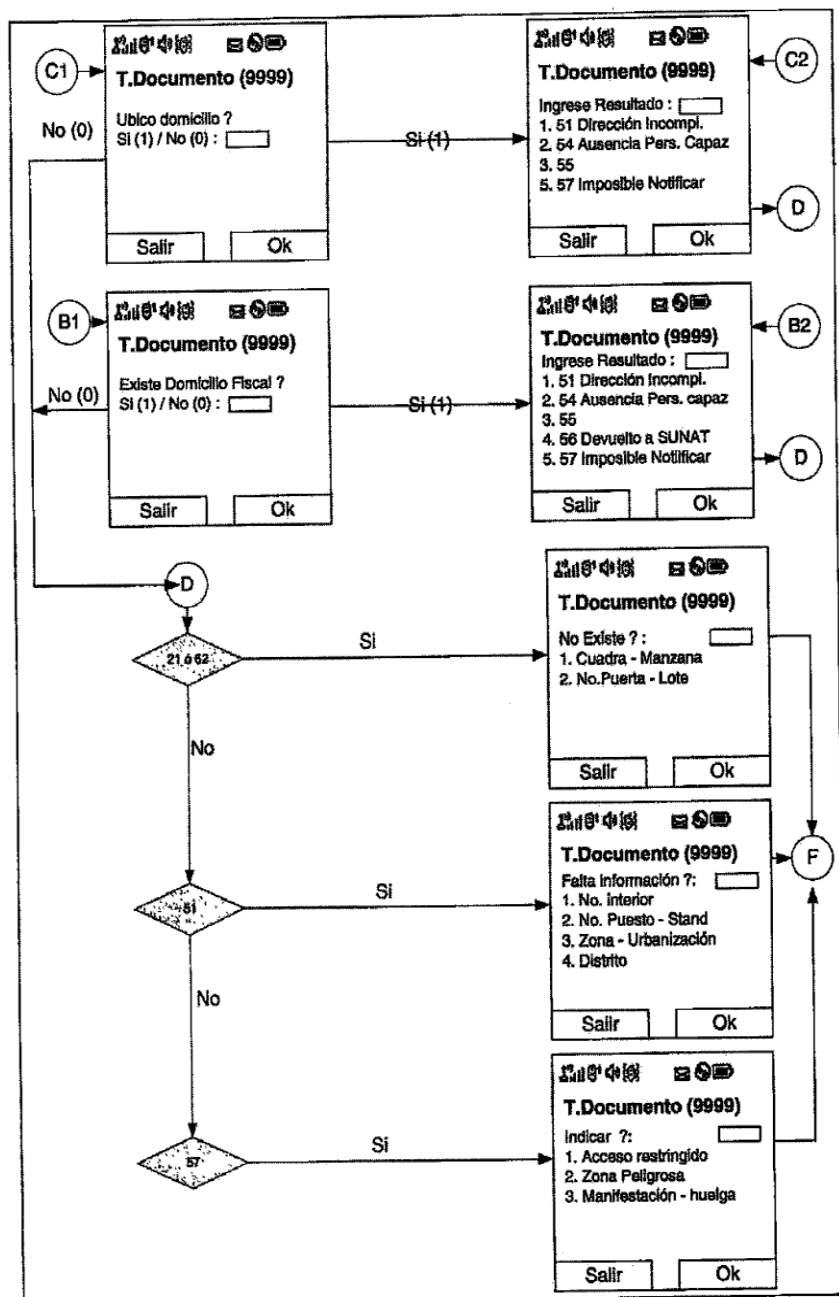 C1
T.Documento (9999)
Ubico domicilio ?
Si (1) / No (0) :
Salir
Ok
No (0)
Si (1)
C2
T.Documento (9999)
Ingrese Resultado :
1. 51 Dirección Incompl.
2. 54 Ausencia Pers. Capaz
3. 55
5. 57 Imposible Notificar
Salir
Ok
D
B1
T.Documento (9999)
Existe Domicilio Fiscal ?
Si (1) / No (0) :
Salir
Ok
No (0)
Si (1)
B2
T.Documento (9999)
Ingrese Resultado :
1. 51 Dirección Incompl.
2. 54 Ausencia Pers. capaz
3. 55
4. 56 Devuelto a SUNAT
5. 57 Imposible Notificar
Salir
Ok
D
D
21 ó 62
Si
No
T.Documento (9999)
No Existe ? :
1. Cuadra - Manzana
2. No.Puerta - Lote
Salir
Ok
F
51
Si
No
T.Documento (9999)
Falta información ?:
1. No. interior
2. No. Puesto - Stand
3. Zona - Urbanización
4. Distrito
Salir
Ok
57
Si
T.Documento (9999)
Indicar ?:
1. Acceso restringido
2. Zona Peligrosa
3. Manifestación - huelga
Salir
Ok